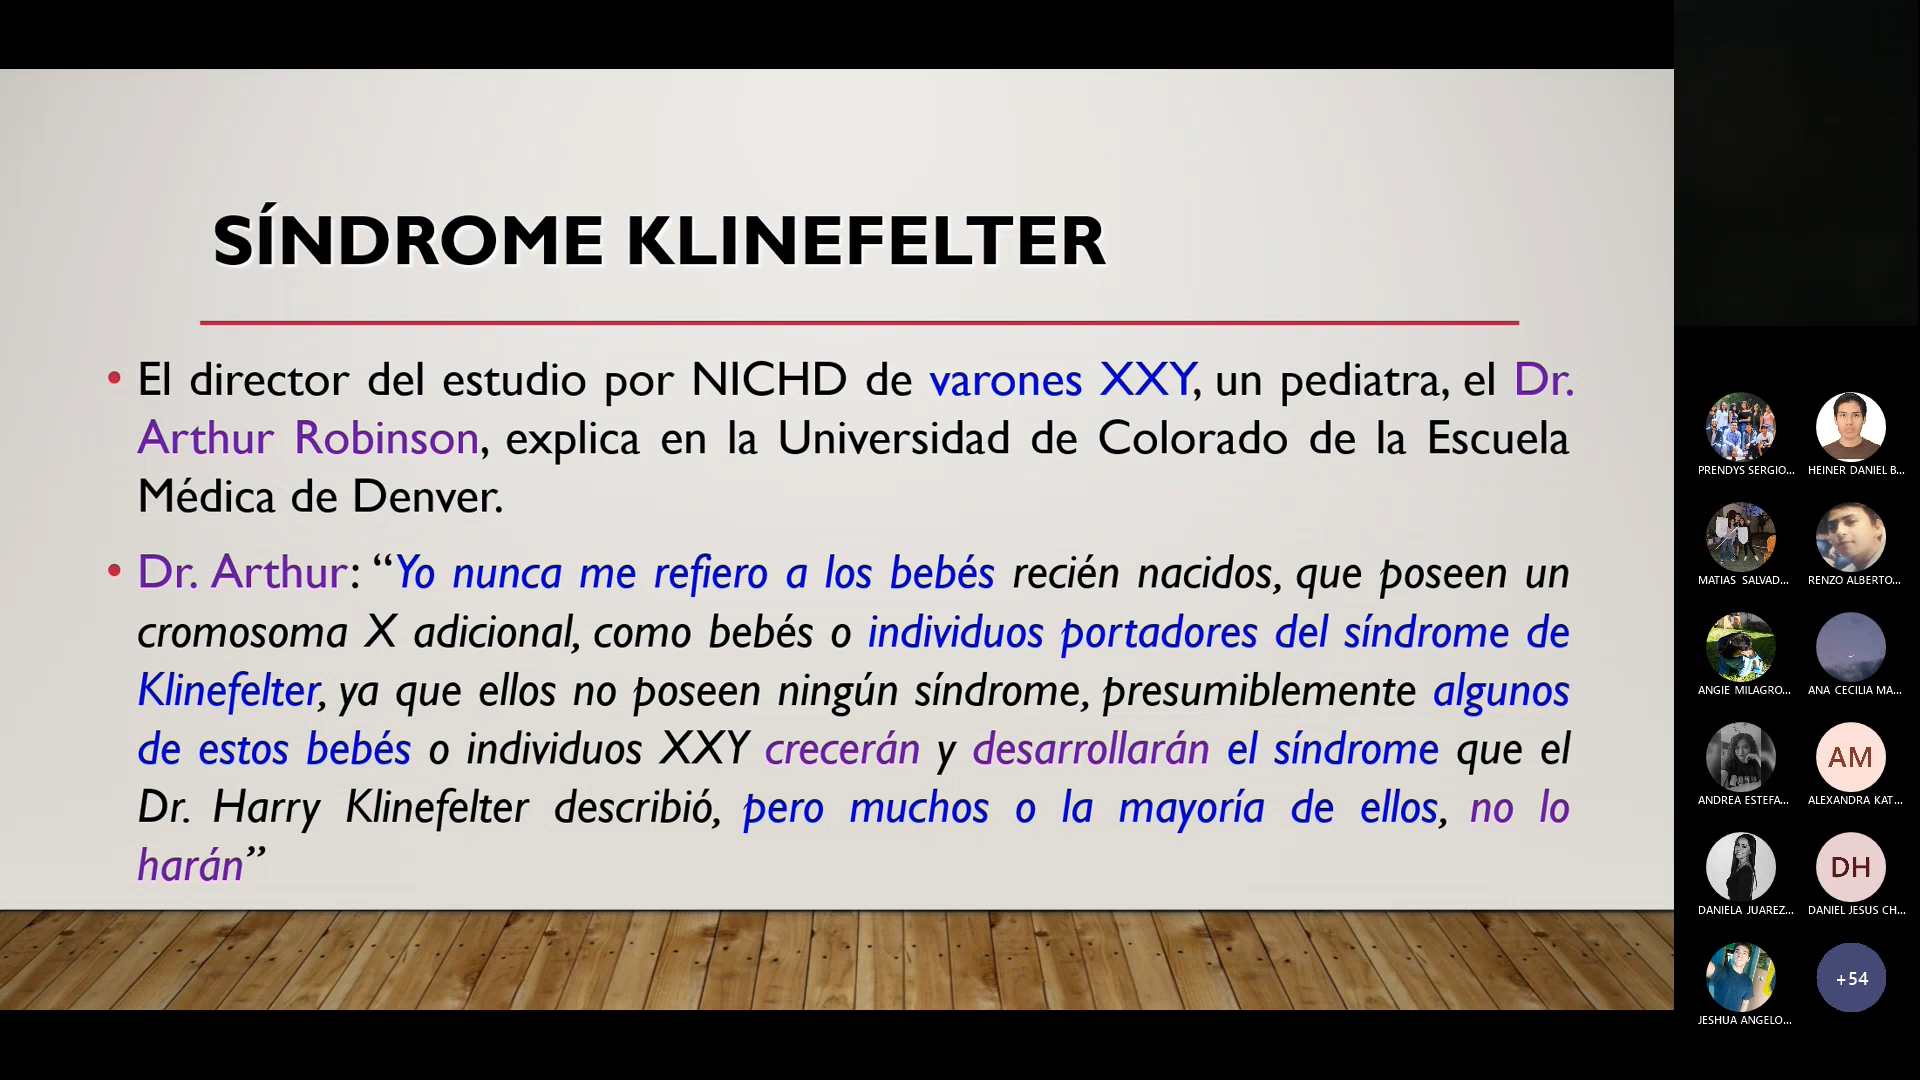 SÍNDROME KLINEFELTER
• El director del estudio por NICHD de varones XXY, un pediatra, el Dr.
Arthur Robinson, explica en la Universidad de Colorado de la Escuela
Médica de Denver.
• Dr. Arthur: “Yo nunca me refiero a los bebés recién nacidos, que poseen un
cromosoma X adicional, como bebés o individuos portadores del síndrome de
Klinefelter, ya que ellos no poseen ningún síndrome, presumiblemente algunos
de estos bebés o individuos XXY crecerán y desarrollarán el síndrome que el
Dr. Harry Klinefelter describió, pero muchos o la mayoría de ellos, no lo
harán”
PRENDYS SERGIO...
HEINER DANIEL B...
MATIAS SALVAD...
RENZO ALBERTO...
ANGIE MILAGRO...
ANA CECILIA MA...
ANDREA ESTEFA...
AM
ALEXANDRA KAT...
DANIELA JUAREZ...
DH
DANIEL JESUS CH...
JESHUA ANGELO...
+54